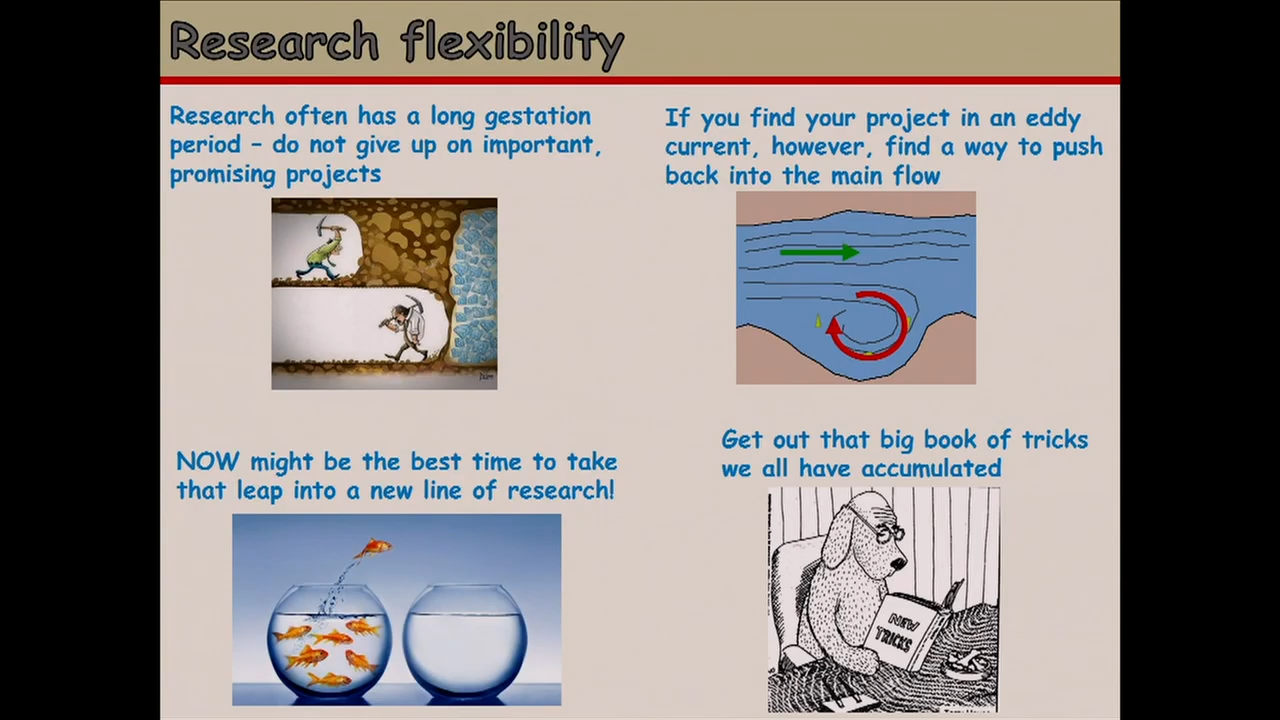 Research flexibility
Research often has a long gestation
period – do not give up on important,
promising projects
If you find your project in an eddy
current, however, find a way to push
back into the main flow
NOW might be the best time to take
that leap into a new line of research!
Get out that big book of tricks
we all have accumulated
NEW
TRICKS